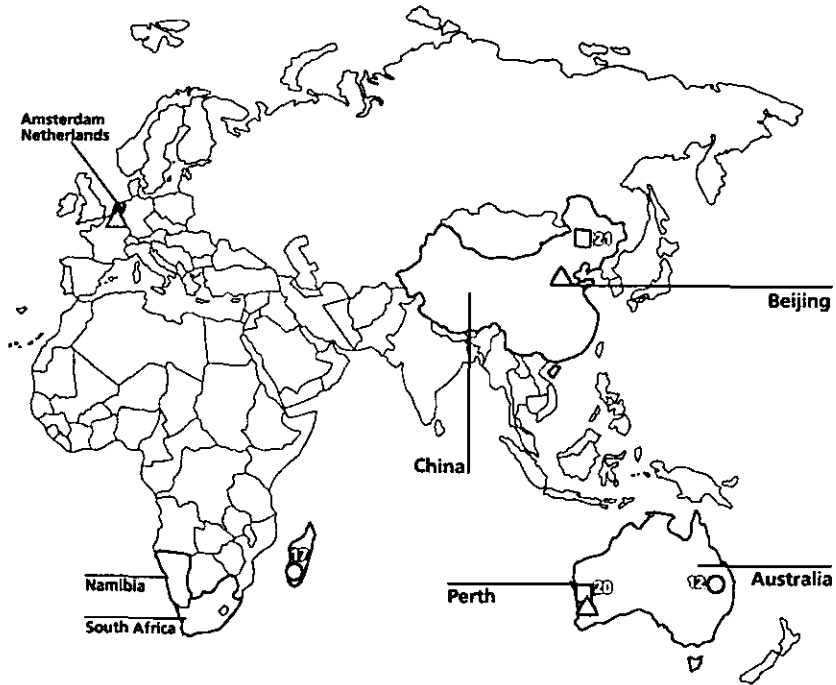 Amsterdam
Netherlands
21
Beijing
China
17
Namibia
South Africa
Perth
20
12
Australia